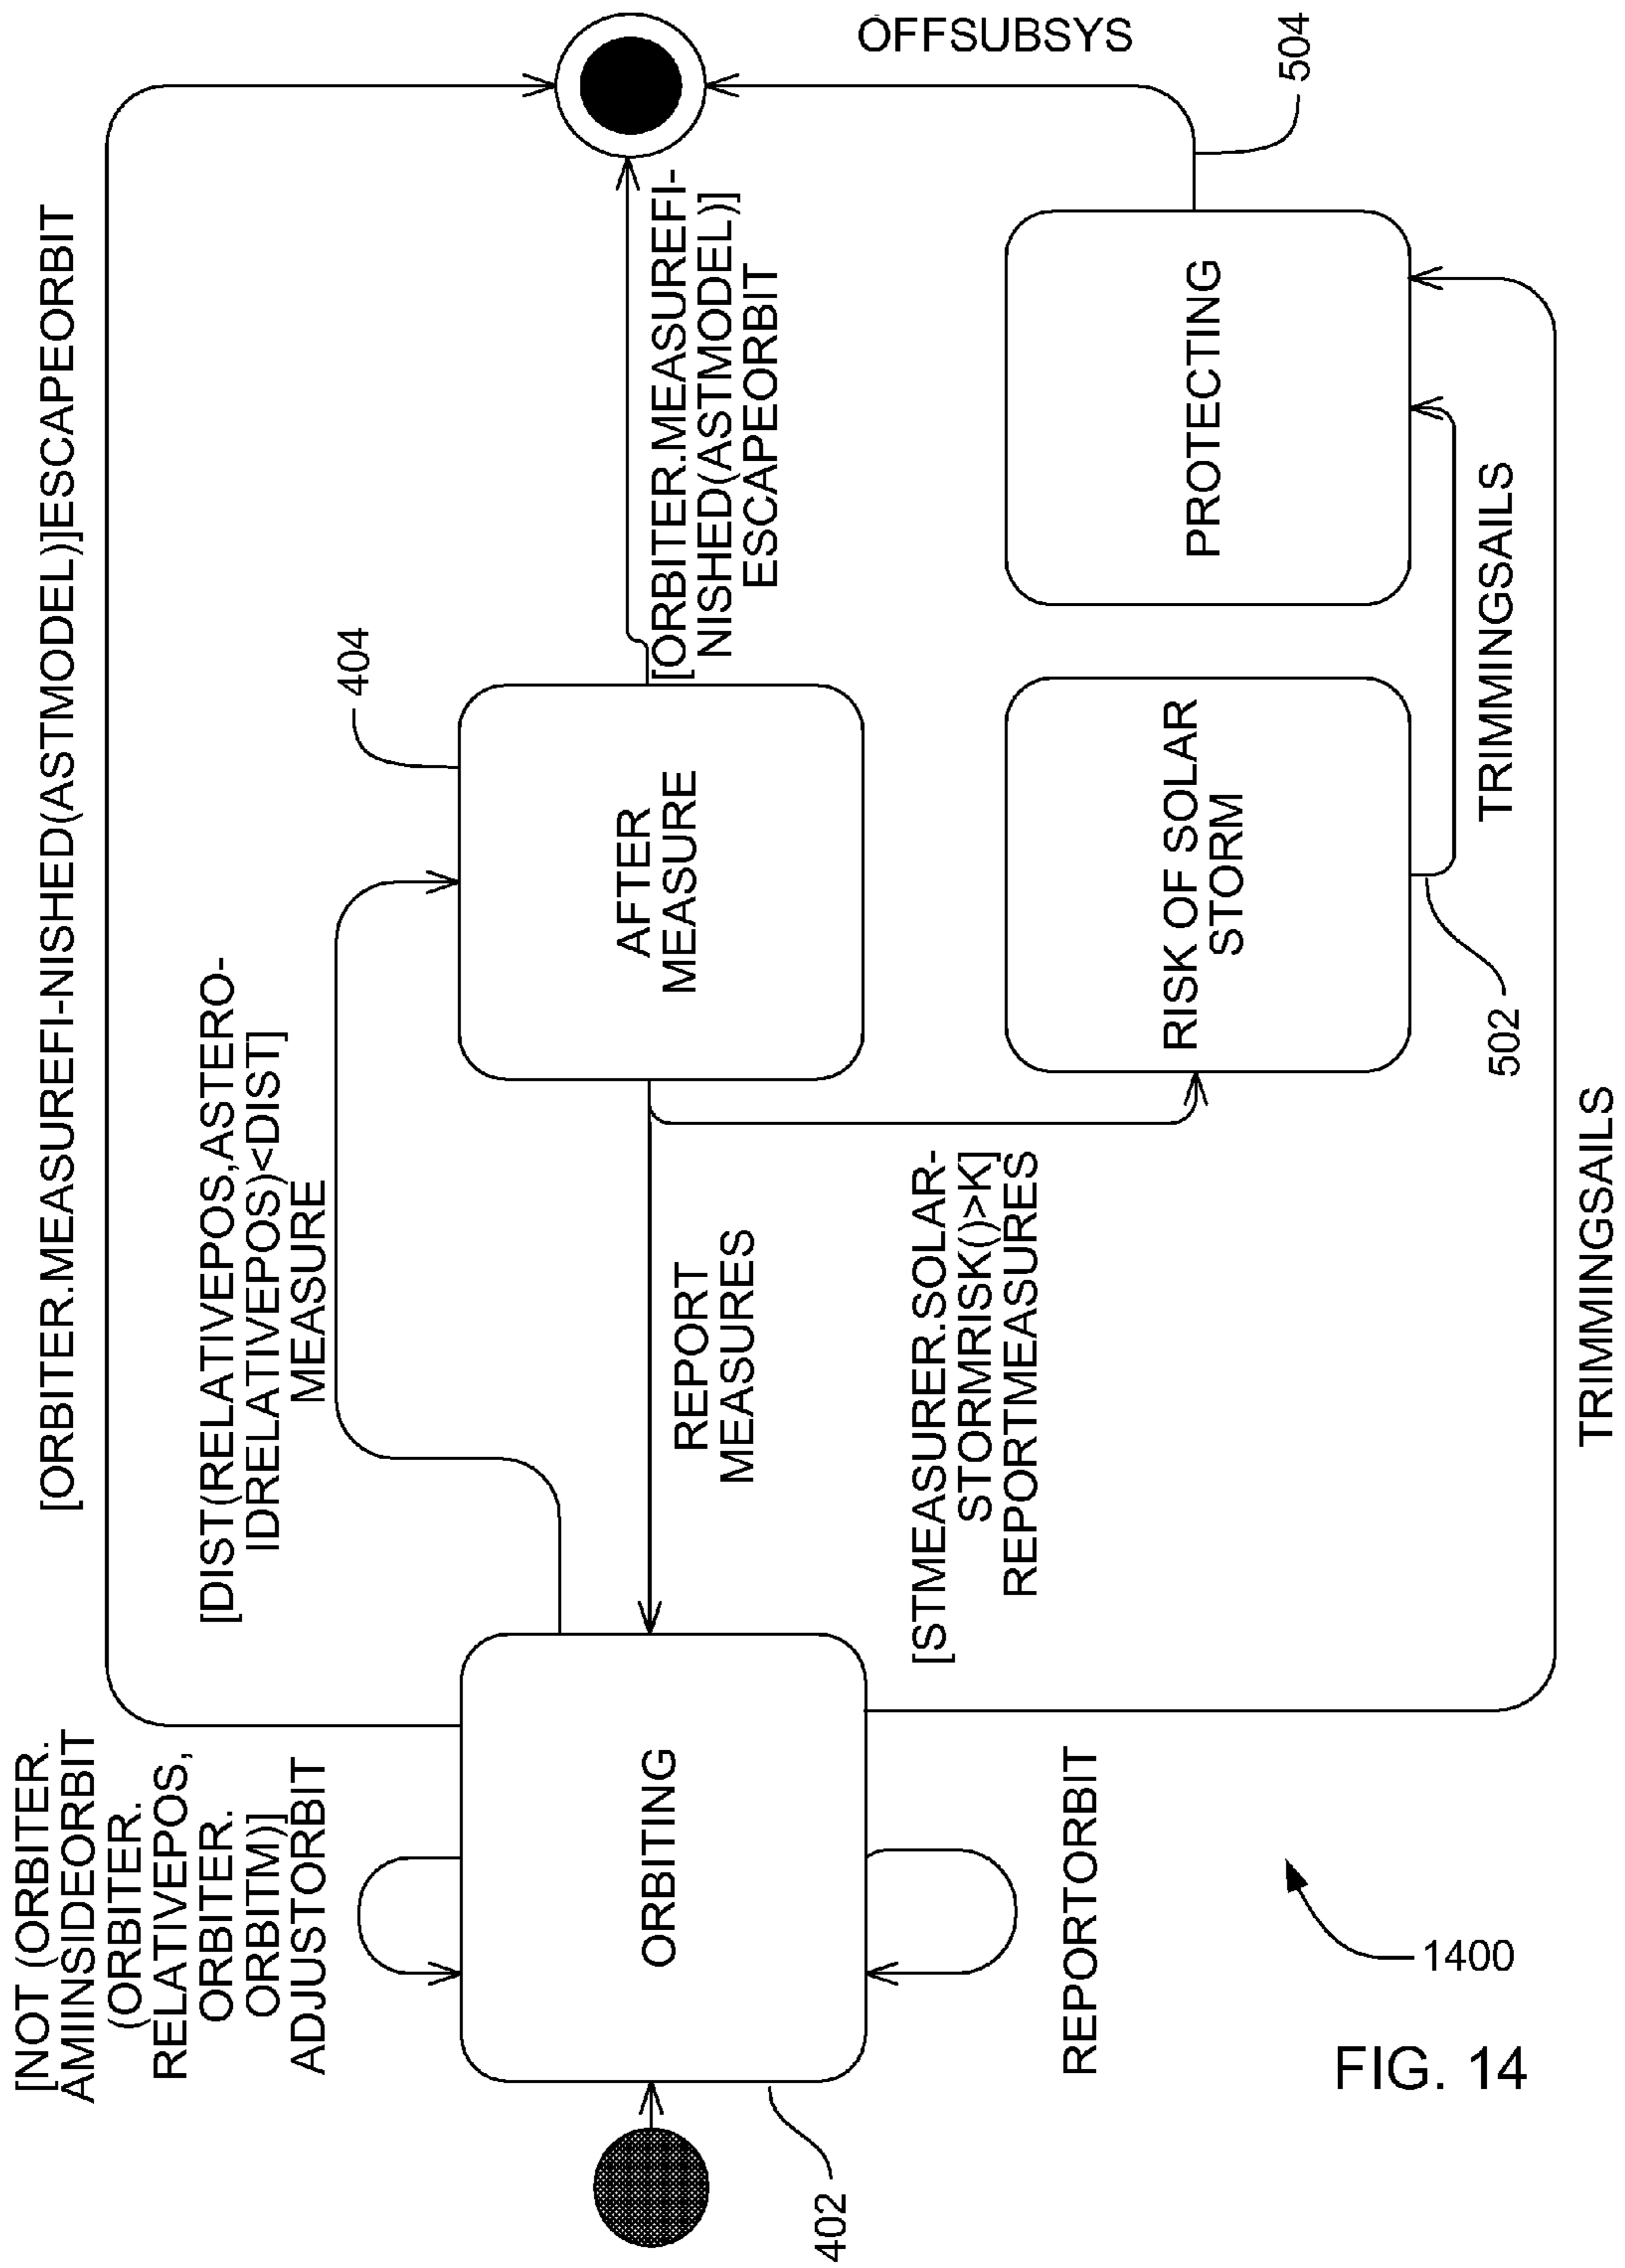 [ORBITER.MEASUREFI-NISHED(ASTMODEL)]ESCAPEORBIT
[NOT (ORBITER.
AMINSIDEORBIT
(ORBITER.
RELATIVEPOS,
ORBITER.
ORBITM)]
ADJUSTORBIT
[DIST(RELATIVEPOS,ASTERO-
IDRELATIVEPOS)<DIST]
MEASURE
404
ORBITING
402
REPORTORBIT
REPORT
MEASURES
AFTER
MEASURE
[ORBITER.MEASUREFI-
NISHED(ASTMODEL)]
ESCAPEORBIT
[STMEASURER.SOLAR-
STORMRISK()>K]
REPORTMEASURES
RISK OF SOLAR
STORM
502
PROTECTING
OFFSUBSYS
504
TRIMMINGSAILS
TRIMMINGSAILS
1400
FIG. 14